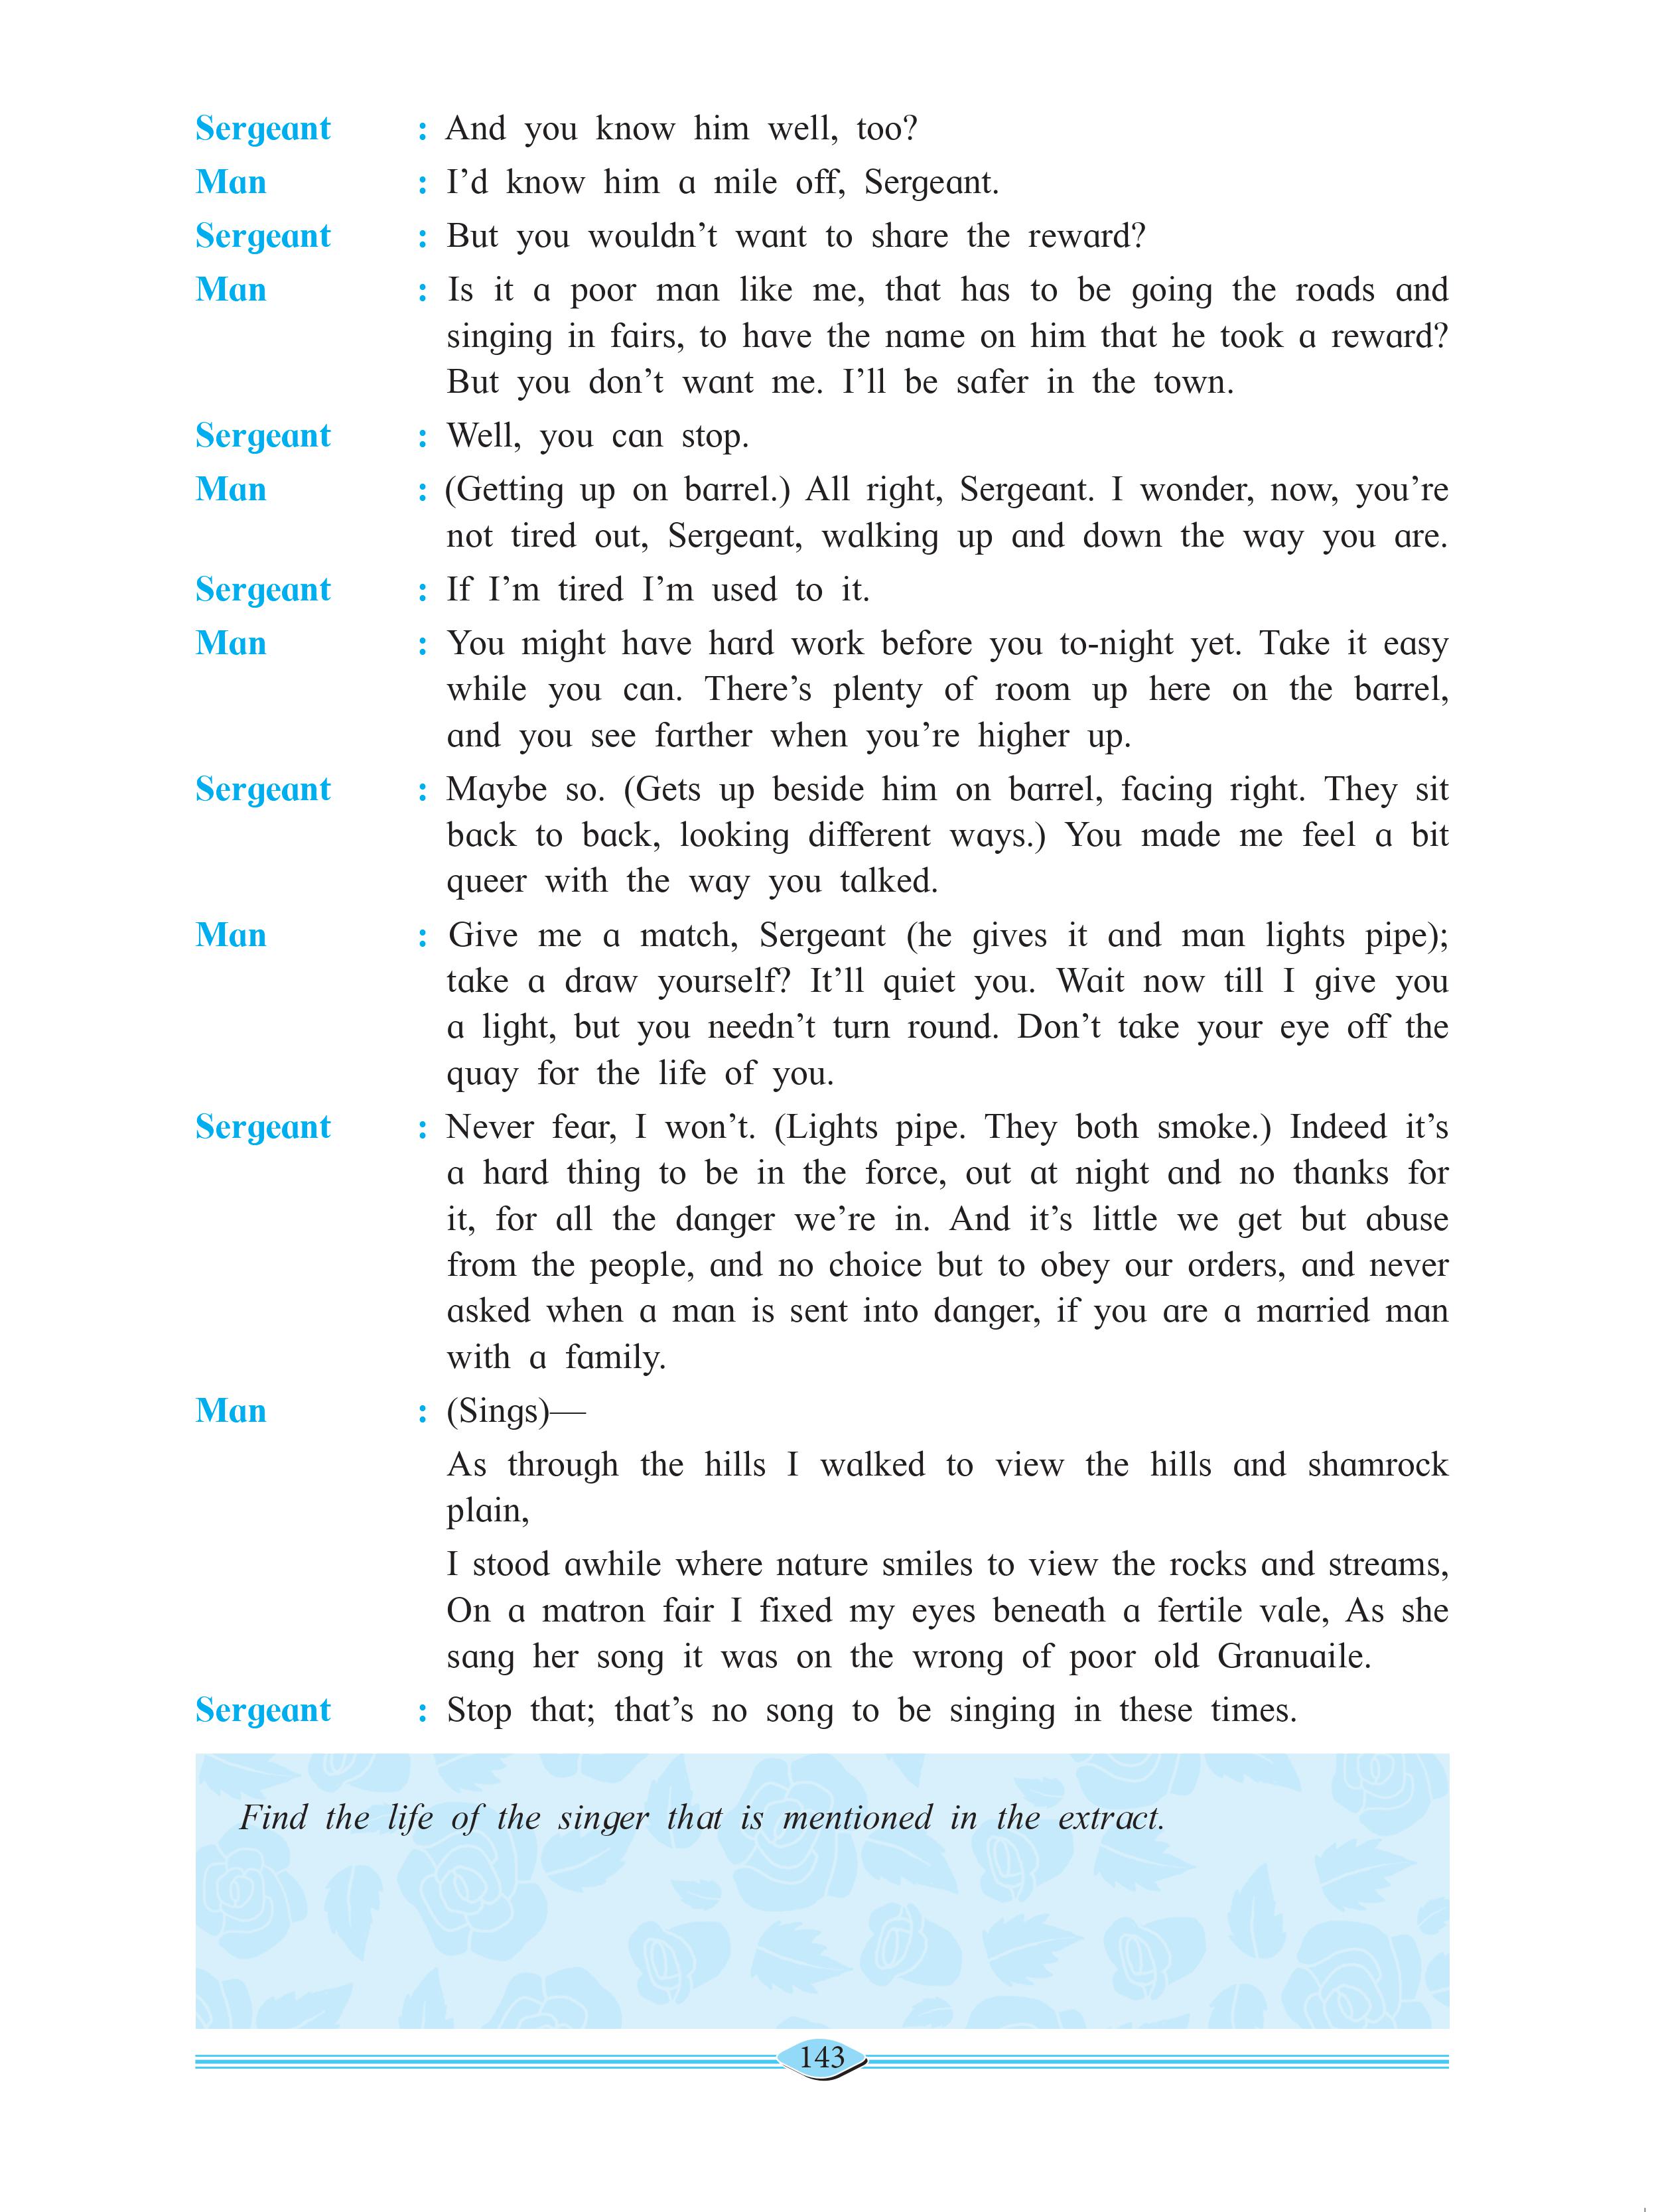 Sergeant : And you know him well, too?
Man : I’d know him a mile off, Sergeant.
Sergeant : But you wouldn’t want to share the reward?
Man : Is it a poor man like me, that has to be going the roads and
singing in fairs, to have the name on him that he took a reward?
But you don’t want me. I’ll be safer in the town.
Sergeant : Well, you can stop.
Man : (Getting up on barrel.) All right, Sergeant. I wonder, now, you’re
not tired out, Sergeant, walking up and down the way you are.
Sergeant : If I’m tired I’m used to it.
Man : You might have hard work before you to-night yet. Take it easy
while you can. There’s plenty of room up here on the barrel,
and you see farther when you’re higher up.
Sergeant : Maybe so. (Gets up beside him on barrel, facing right. They sit
back to back, looking different ways.) You made me feel a bit
queer with the way you talked.
Man : Give me a match, Sergeant (he gives it and man lights pipe);
take a draw yourself? It’ll quiet you. Wait now till I give you
a light, but you needn’t turn round. Don’t take your eye off the
quay for the life of you.
Sergeant : Never fear, I won’t. (Lights pipe. They both smoke.) Indeed it’s
a hard thing to be in the force, out at night and no thanks for
it, for all the danger we’re in. And it’s little we get but abuse
from the people, and no choice but to obey our orders, and never
asked when a man is sent into danger, if you are a married man
with a family.
Man : (Sings)—
As through the hills I walked to view the hills and shamrock
plain,
I stood awhile where nature smiles to view the rocks and streams,
On a matron fair I fixed my eyes beneath a fertile vale, As she
sang her song it was on the wrong of poor old Granuaile.
Sergeant : Stop that; that’s no song to be singing in these times.
Find the life of the singer that is mentioned in the extract.
143